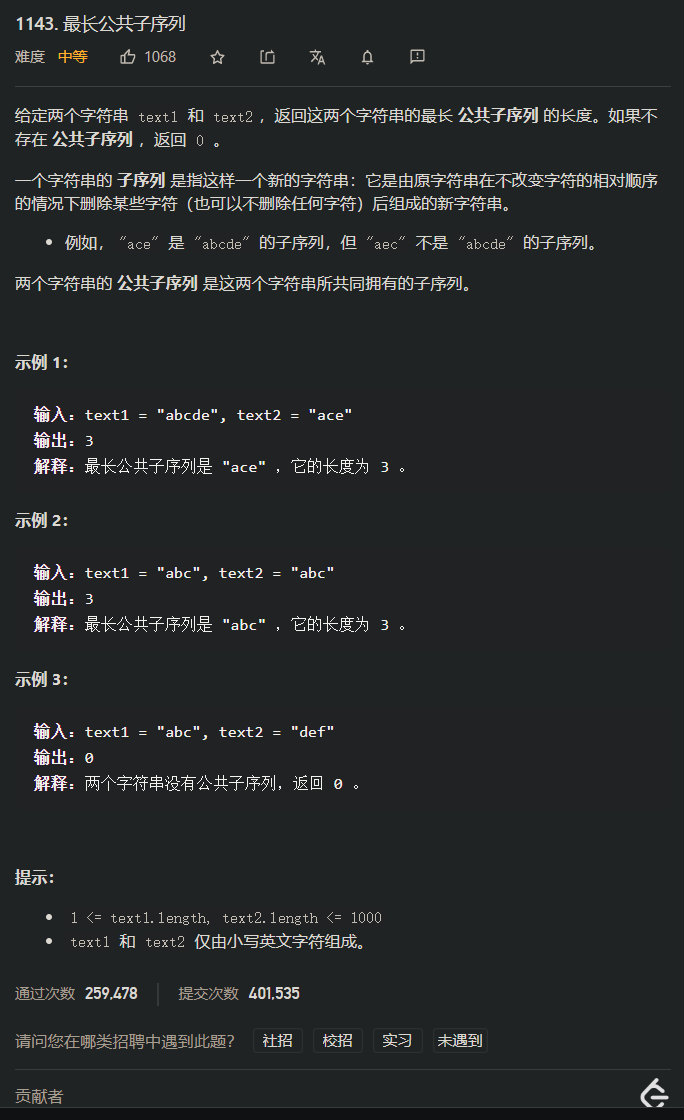 1143. 最长公共子序列
难度 中等 1068
给定两个字符串 text1 和 text2 ，返回这两个字符串的最长 公共子序列 的长度。如果不
存在 公共子序列 ，返回 0 。
一个字符串的 子序列 是指这样一个新的字符串：它是由原字符串在不改变字符的相对顺序
的情况下删除某些字符（也可以不删除任何字符）后组成的新字符串。
• 例如， "ace" 是 "abcde" 的子序列，但 "aec" 不是 "abcde" 的子序列。
两个字符串的 公共子序列 是这两个字符串所共同拥有的子序列。
示例 1：
输入：text1 = "abcde", text2 = "ace"
输出：3
解释：最长公共子序列是 "ace" ，它的长度为 3 。
示例 2：
输入：text1 = "abc", text2 = "abc"
输出：3
解释：最长公共子序列是 "abc" ，它的长度为 3 。
示例 3：
输入：text1 = "abc", text2 = "def"
输出：0
解释：两个字符串没有公共子序列，返回 0 。
提示：
• 1 <= text1.length, text2.length <= 1000
• text1 和 text2 仅由小写英文字符组成。
通过次数 259,478 提交次数 401,535
请问您在哪类招聘中遇到此题？ 社招 校招 实习 未遇到
贡献者